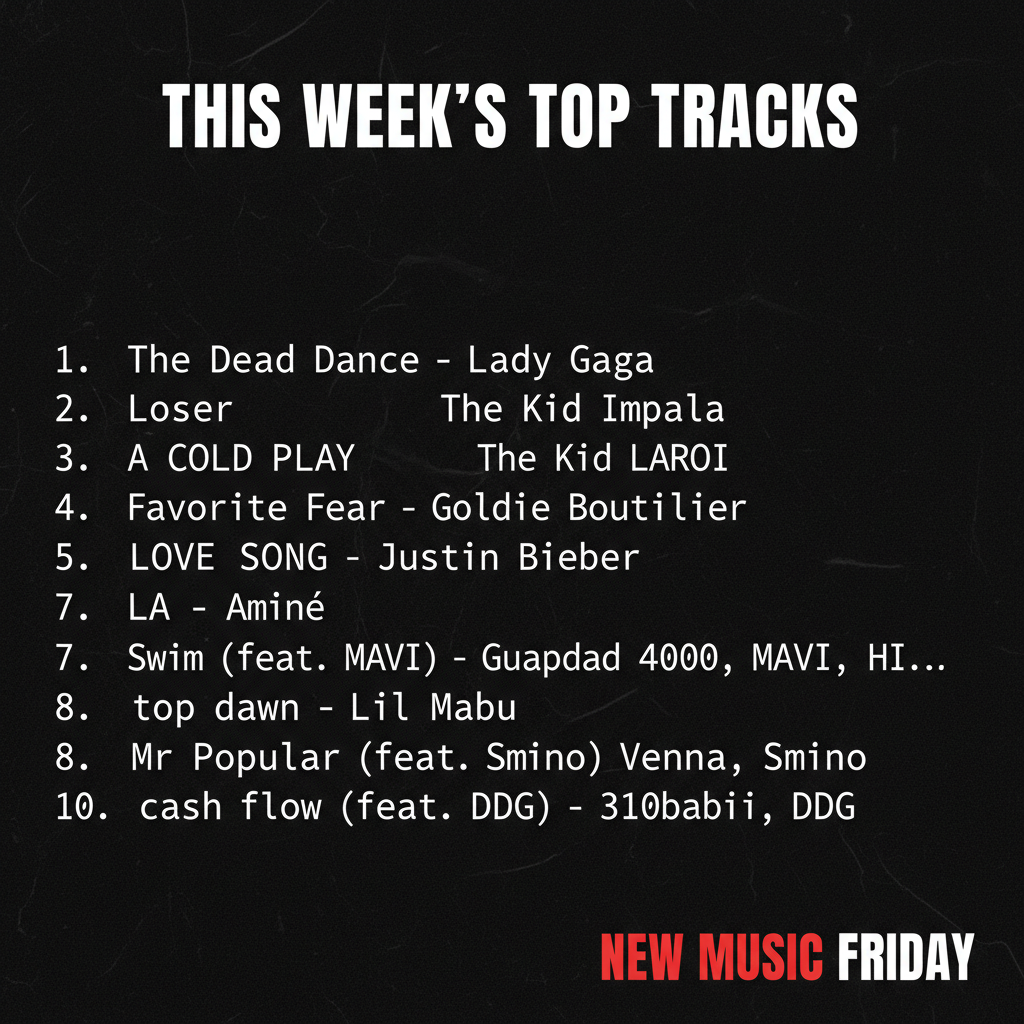 THIS WEEK'S TOP TRACKS
1. The Dead Dance - Lady Gaga
2. Loser The Kid Impala
3. A COLD PLAY The Kid LAROI
4. Favorite Fear - Goldie Boutilier
5. LOVE SONG - Justin Bieber
7. LA - Aminé
7. Swim (feat. MAVI) - Guapdad 4000, MAVI, HI...
8. top dawn - Lil Mabu
8. Mr Popular (feat. Smino) Venna, Smino
10. cash flow (feat. DDG) - 310babii, DDG
NEW MUSIC FRIDAY